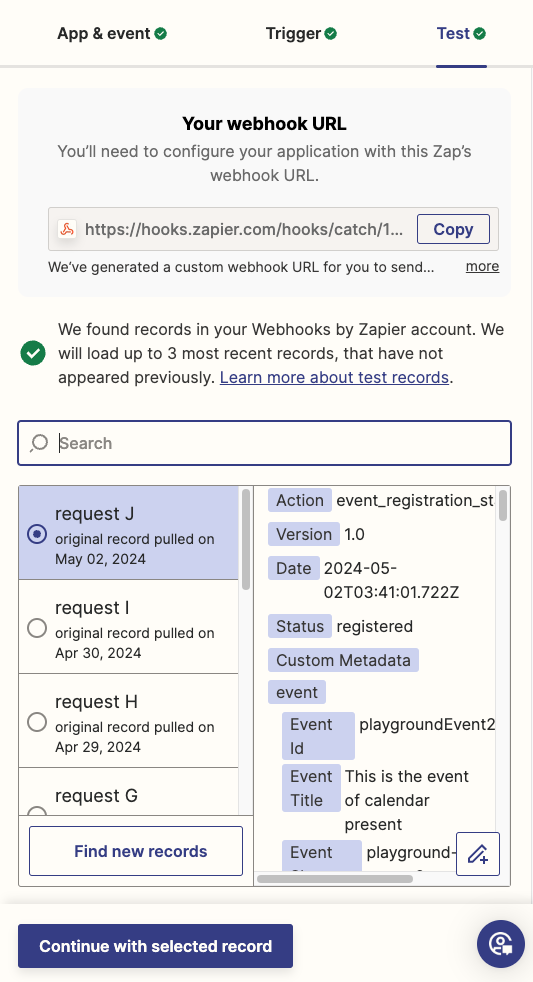 App & event
Trigger
Test
Your webhook URL
You'll need to configure your application with this Zap's
webhook URL.
https://hooks.zapier.com/hooks/catch/1...
Copy
We've generated a custom webhook URL for you to send...
more
We found records in your Webhooks by Zapier account. We
will load up to 3 most recent records, that have not
appeared previously. Learn more about test records.
Search
request J
original record pulled on
May 02, 2024
request I
original record pulled on
Apr 30, 2024
request H
original record pulled on
Apr 29, 2024
request G
Find new records
Action event_registration_st
Version 1.0
Date 2024-05-
02T03:41:01.722Z
Status registered
Custom Metadata
event
Event playgroundEvent2
Id
Event This is the event
Title of calendar
present
Event playground-
Continue with selected record